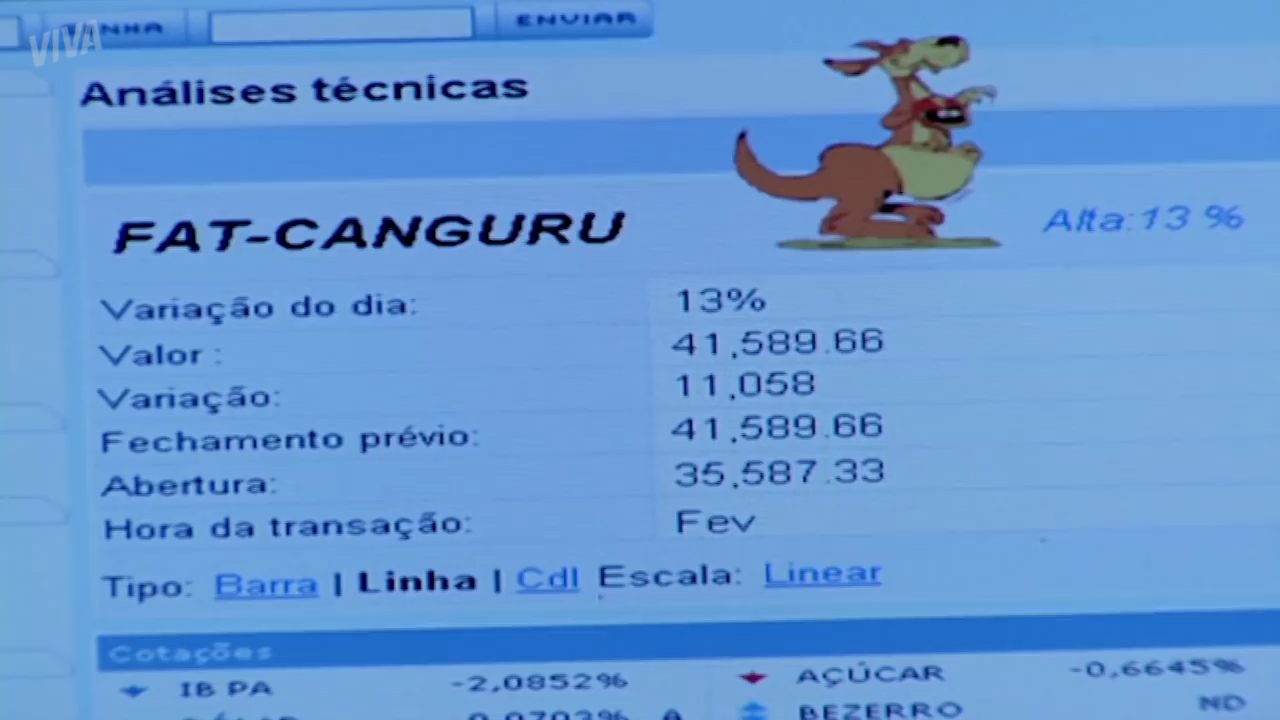 ENVIAR
VIVA
Análises técnicas
FAT-CANGURU
Alta:13 %
Variação do dia: 13%
Valor : 41,589.66
Variação: 11,058
Fechamento prévio: 41,589.66
Abertura: 35,587.33
Hora da transação: Fev
Tipo: Barra | Linha | Cdl Escala: Linear
Cotações
IB PA -2,0852% AÇÚCAR -0,6645%
BEZERRO ND